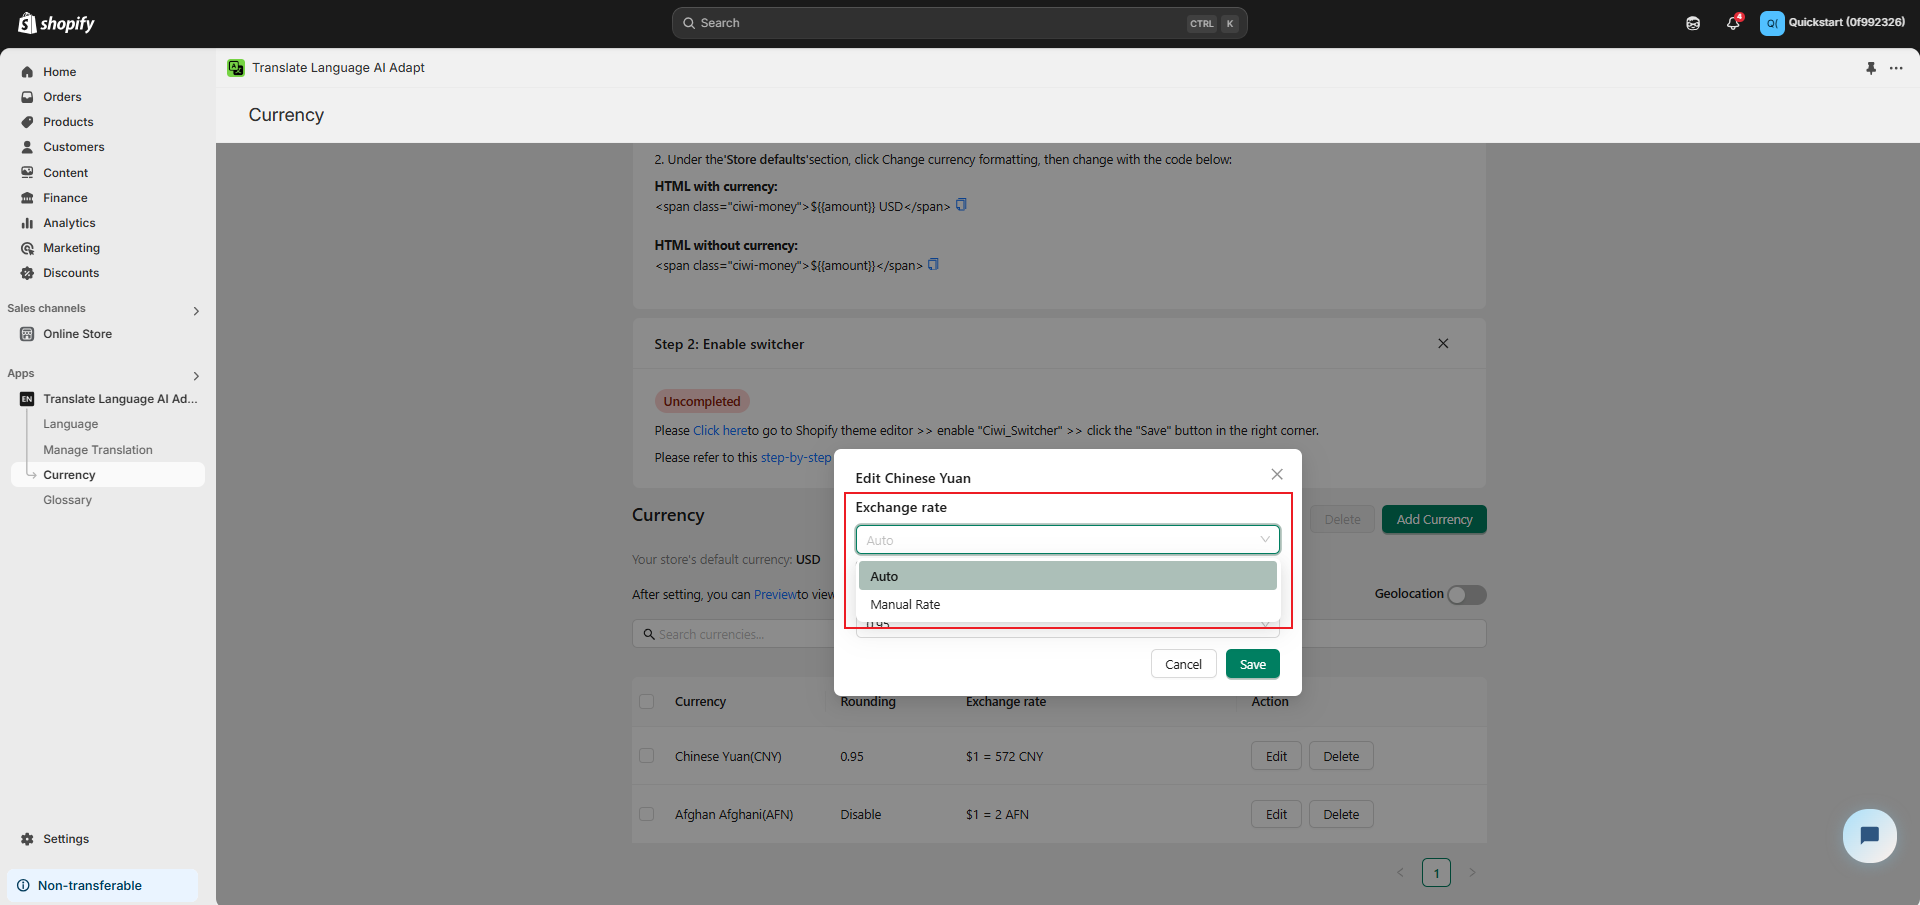 shopify
Search
CTRL K
4
Q(
Quickstart (0f992326)
Home
Orders
Products
Customers
Content
Finance
Analytics
Marketing
Discounts
Sales channels
Online Store
Apps
EN
Translate Language AI Ad...
Language
Manage Translation
Currency
Glossary
Settings
Non-transferable
Translate Language AI Adapt
Currency
2. Under the'Store defaults'section, click Change currency formatting, then change with the code below:
HTML with currency:
<span class="ciwi-money">${{amount}} USD</span>
HTML without currency:
<span class="ciwi-money">${{amount}}</span>
Step 2: Enable switcher
Uncompleted
Please Click hereto go to Shopify theme editor >> enable "Ciwi_Switcher" >> click the "Save" button in the right corner.
Please refer to this step-by-step
Currency
Delete
Add Currency
Your store's default currency: USD
After setting, you can Previewto view
Geolocation
Search currencies...
Edit Chinese Yuan
Exchange rate
Auto
Auto
Manual Rate
0.95
Cancel
Save
Currency Rounding Exchange rate Action
Chinese Yuan(CNY) 0.95 $1 = 572 CNY Edit Delete
Afghan Afghani(AFN) Disable $1 = 2 AFN Edit Delete
1